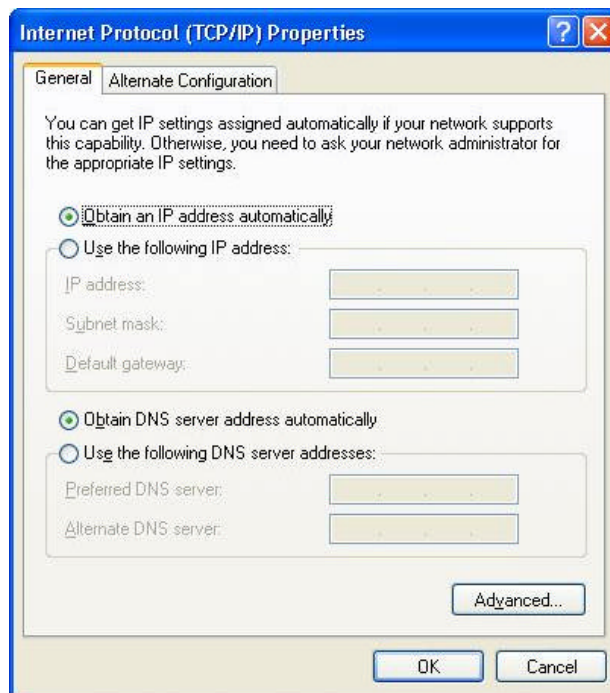 Internet Protocol (TCP/IP) Properties
General
Alternate Configuration
You can get IP settings assigned automatically if your network supports
this capability. Otherwise, you need to ask your network administrator for
the appropriate IP settings.
Obtain an IP address automatically
Use the following IP address:
IP address:
Subnet mask:
Default gateway:
Obtain DNS server address automatically
Use the following DNS server addresses:
Preferred DNS server:
Alternate DNS server:
Advanced...
OK
Cancel